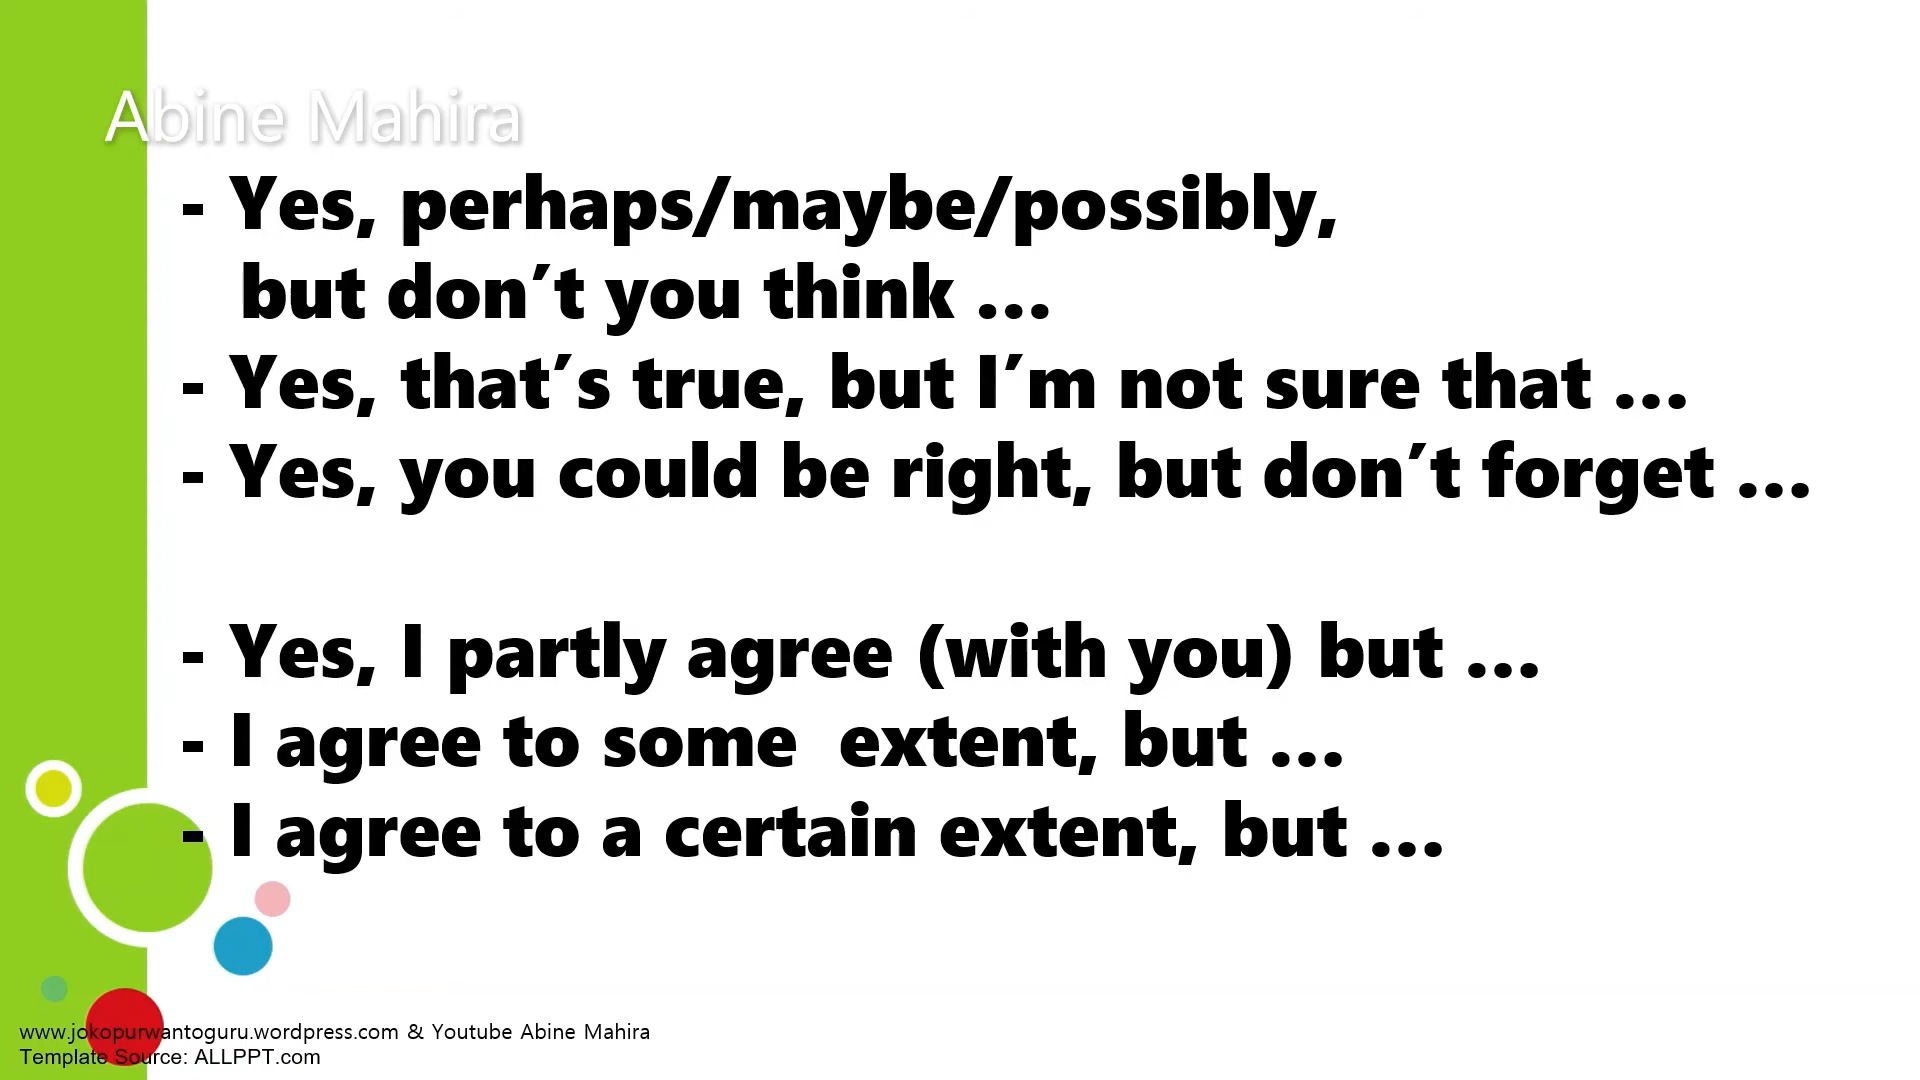 Abine Mahira
- Yes, perhaps/maybe/possibly,
but don’t you think ...
- Yes, that’s true, but I’m not sure that ...
- Yes, you could be right, but don’t forget ...
- Yes, I partly agree (with you) but ...
- I agree to some  extent, but ...
- I agree to a certain extent, but ...
www.jokopurwantoguru.wordpress.com & Youtube Abine Mahira
Template Source: ALLPPT.com